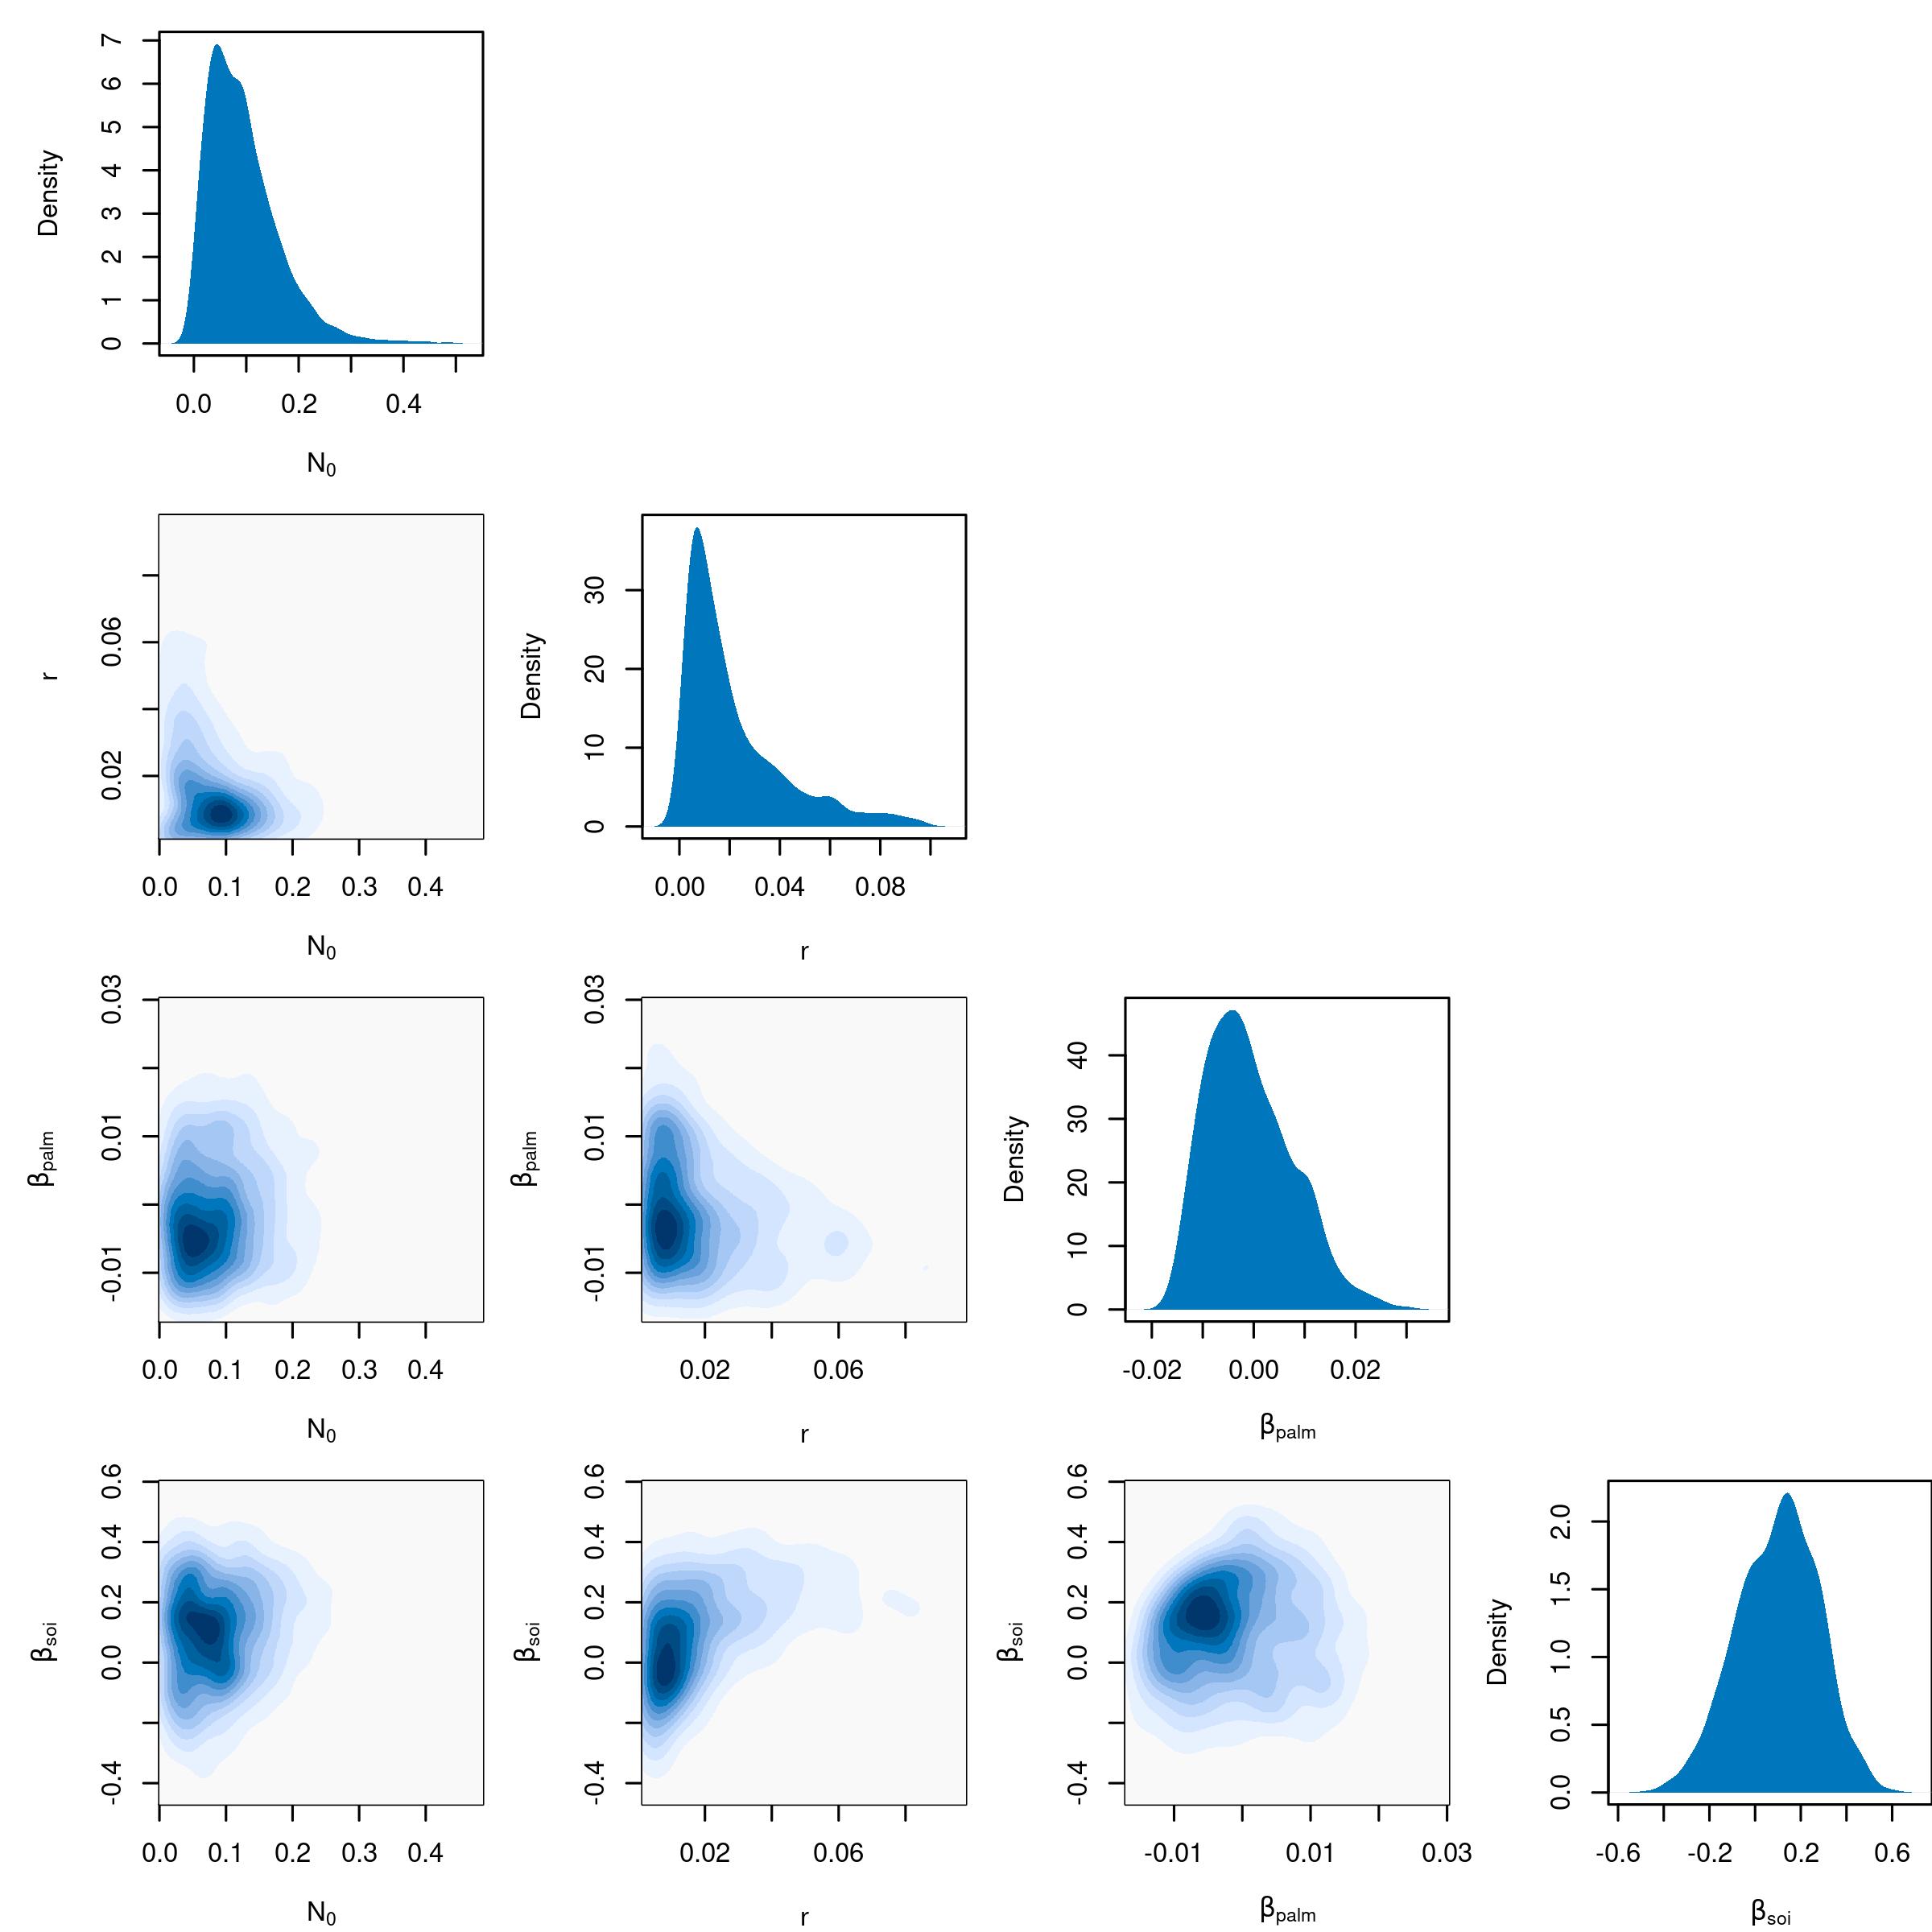 Density
7
6
5
4
3
2
1
0
0.0 0.2 0.4
N₀
r
0.06
0.02
0.0 0.1 0.2 0.3 0.4
N₀
Density
30
20
10
0
0.00 0.04 0.08
r
βpalm
0.03
0.01
-0.01
0.0 0.1 0.2 0.3 0.4
N₀
βpalm
0.03
0.01
-0.01
0.02 0.06
r
Density
40
30
20
10
0
-0.02 0.00 0.02
βpalm
βsoi
0.6
0.4
0.2
0.0
-0.4
0.0 0.1 0.2 0.3 0.4
N₀
βsoi
0.6
0.4
0.2
0.0
-0.4
0.02 0.06
r
βsoi
0.6
0.4
0.2
0.0
-0.4
-0.01 0.01 0.03
βpalm
Density
2.0
1.5
1.0
0.5
0.0
-0.6 -0.2 0.2 0.6
βsoi